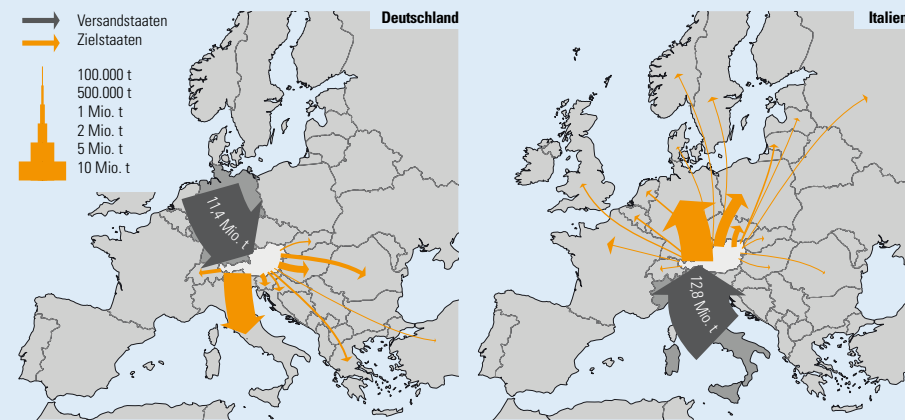 Versandstaaten
Zielstaaten
100.000 t
500.000 t
1 Mio. t
2 Mio. t
5 Mio. t
10 Mio. t
Deutschland
11,4 Mio. t
Italien
12,8 Mio. t